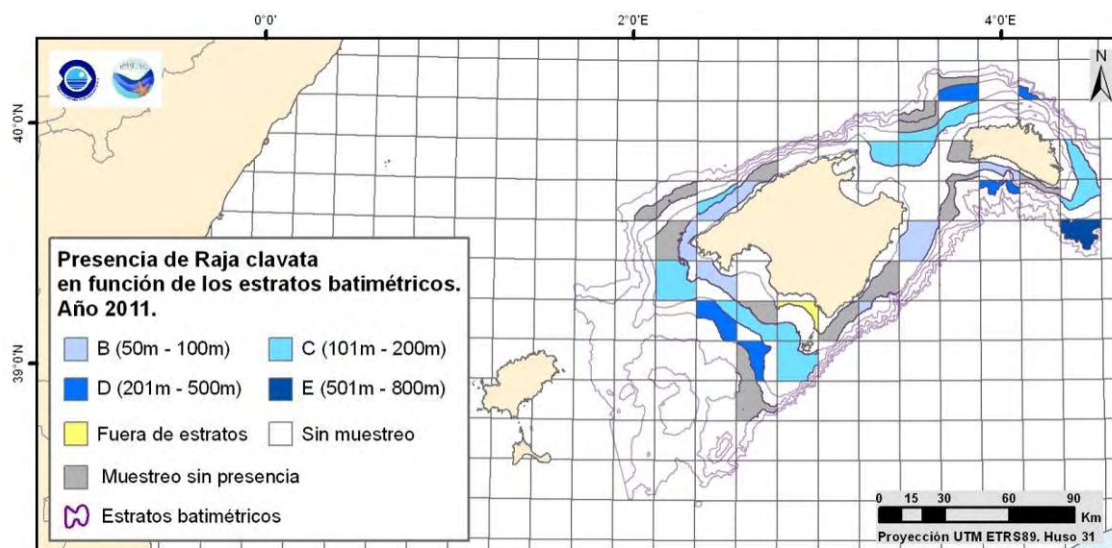 0°0'
2°0'E
4°0'E
40°0'N
39°0'N
N
Presencia de Raja clavata
en función de los estratos batimétricos.
Año 2011.
B (50m - 100m)
C (101m - 200m)
D (201m - 500m)
E (501m - 800m)
Fuera de estratos
Sin muestreo
Muestreo sin presencia
Estratos batimétricos
0 15 30 60 90
Km
Proyección UTM ETRS89. Huso 31